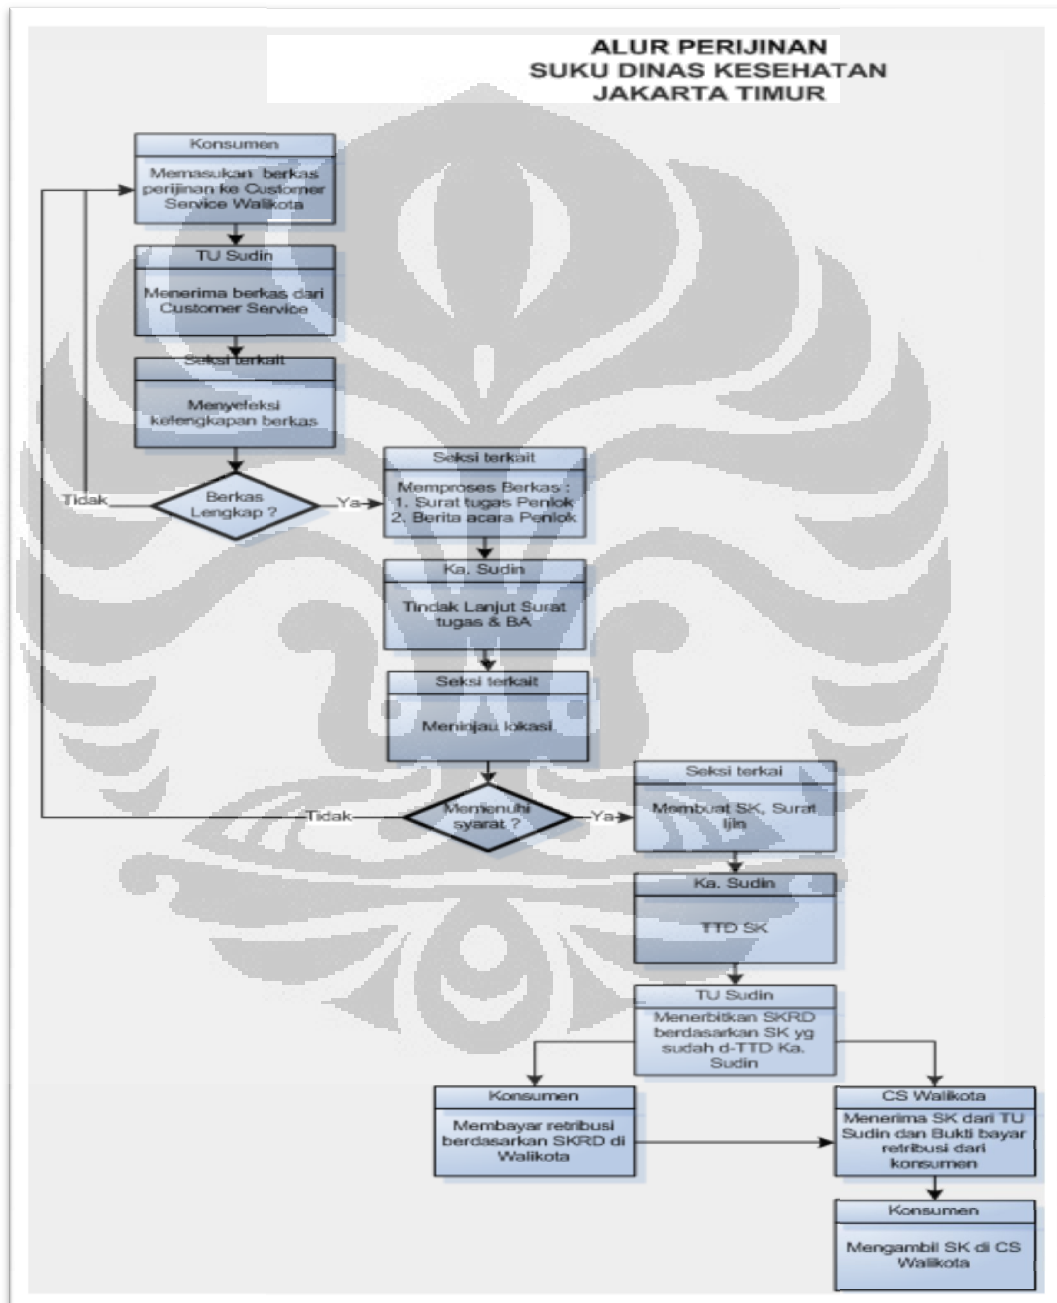 ALUR PERIJINAN
SUKU DINAS KESEHATAN
JAKARTA TIMUR
Konsumen
Memasukan berkas
perijinan ke Customer
Service Walikota
TU Sudin
Menerima berkas dari
Customer Service
Seksi terkait
Menyeleksi
kelengkapan berkas
Berkas
Lengkap ?
Tidak
Ya
Seksi terkait
Memproses Berkas :
1. Surat tugas Penlok
2. Berita acara Penlok
Ka. Sudin
Tindak Lanjut Surat
tugas & BA
Seksi terkait
Meninjau lokasi
Memenuhi
syarat ?
Tidak
Ya
Seksi terkai
Membuat SK, Surat
Ijin
Ka. Sudin
TTD SK
TU Sudin
Menerbitkan SKRD
berdasarkan SK yg
sudah d-TTD Ka.
Sudin
Konsumen
Membayar retribusi
berdasarkan SKRD di
Walikota
CS Walikota
Menerima SK dari TU
Sudin dan Bukti bayar
retribusi dari
konsumen
Konsumen
Mengambil SK di CS
Walikota